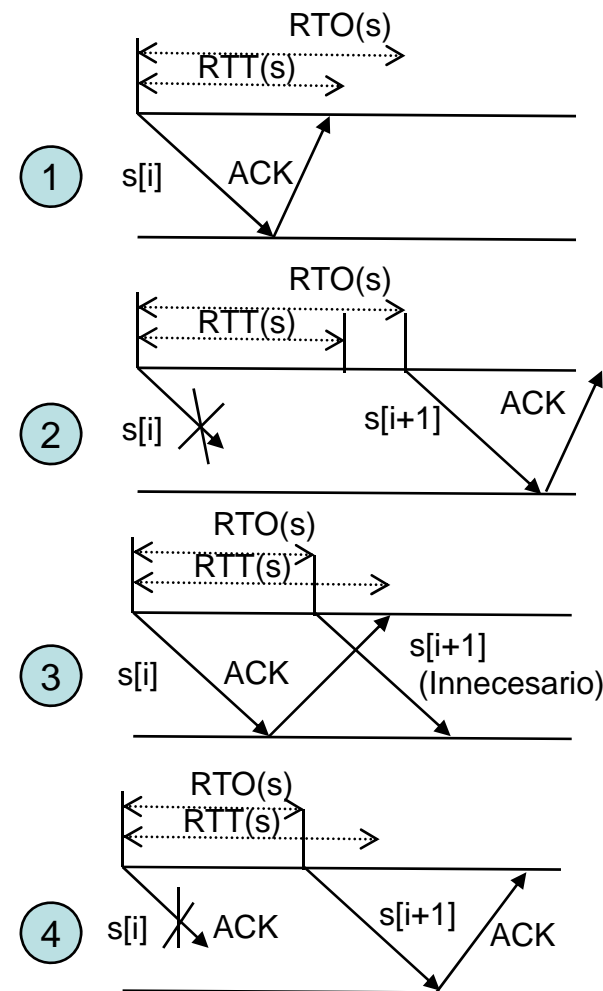 RTO(s)
RTT(s)
1 s[i] ACK
RTO(s)
RTT(s)
2 s[i] s[i+1] ACK
RTO(s)
RTT(s)
3 s[i] ACK s[i+1]
(Innecesario)
RTO(s)
RTT(s)
4 s[i] ACK s[i+1] ACK